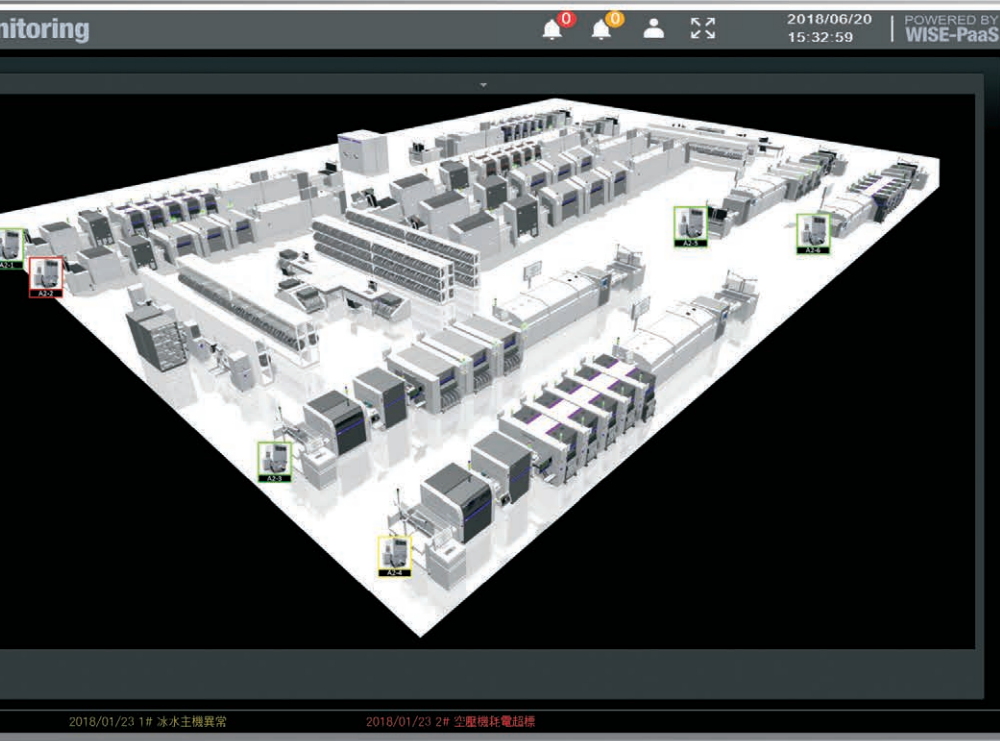 nitoring
0
0
2018/06/20
15:32:59
POWERED BY
WISE-PaaS
A2-1
A2-2
A2-5
A2-6
A2-3
A2-4
2018/01/23 1# 冰水主機異常
2018/01/23 2# 空壓機耗電超標